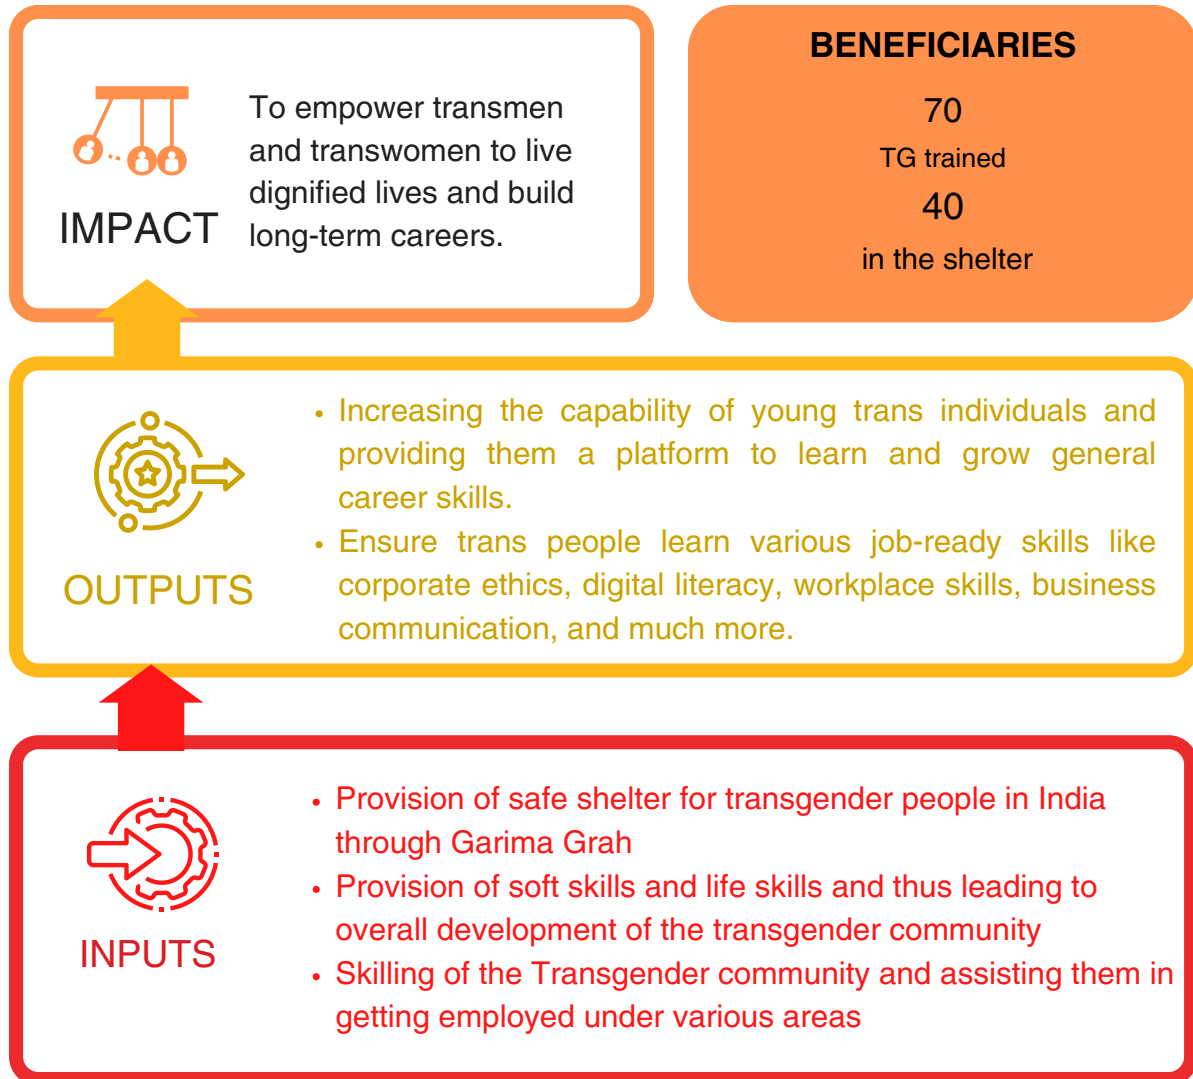 IMPACT
To empower transmen
and transwomen to live
dignified lives and build
long-term careers.
BENEFICIARIES
70
TG trained
40
in the shelter
OUTPUTS
• Increasing the capability of young trans individuals and
providing them a platform to learn and grow general
career skills.
• Ensure trans people learn various job-ready skills like
corporate ethics, digital literacy, workplace skills, business
communication, and much more.
INPUTS
• Provision of safe shelter for transgender people in India
through Garima Grah
• Provision of soft skills and life skills and thus leading to
overall development of the transgender community
• Skilling of the Transgender community and assisting them in
getting employed under various areas